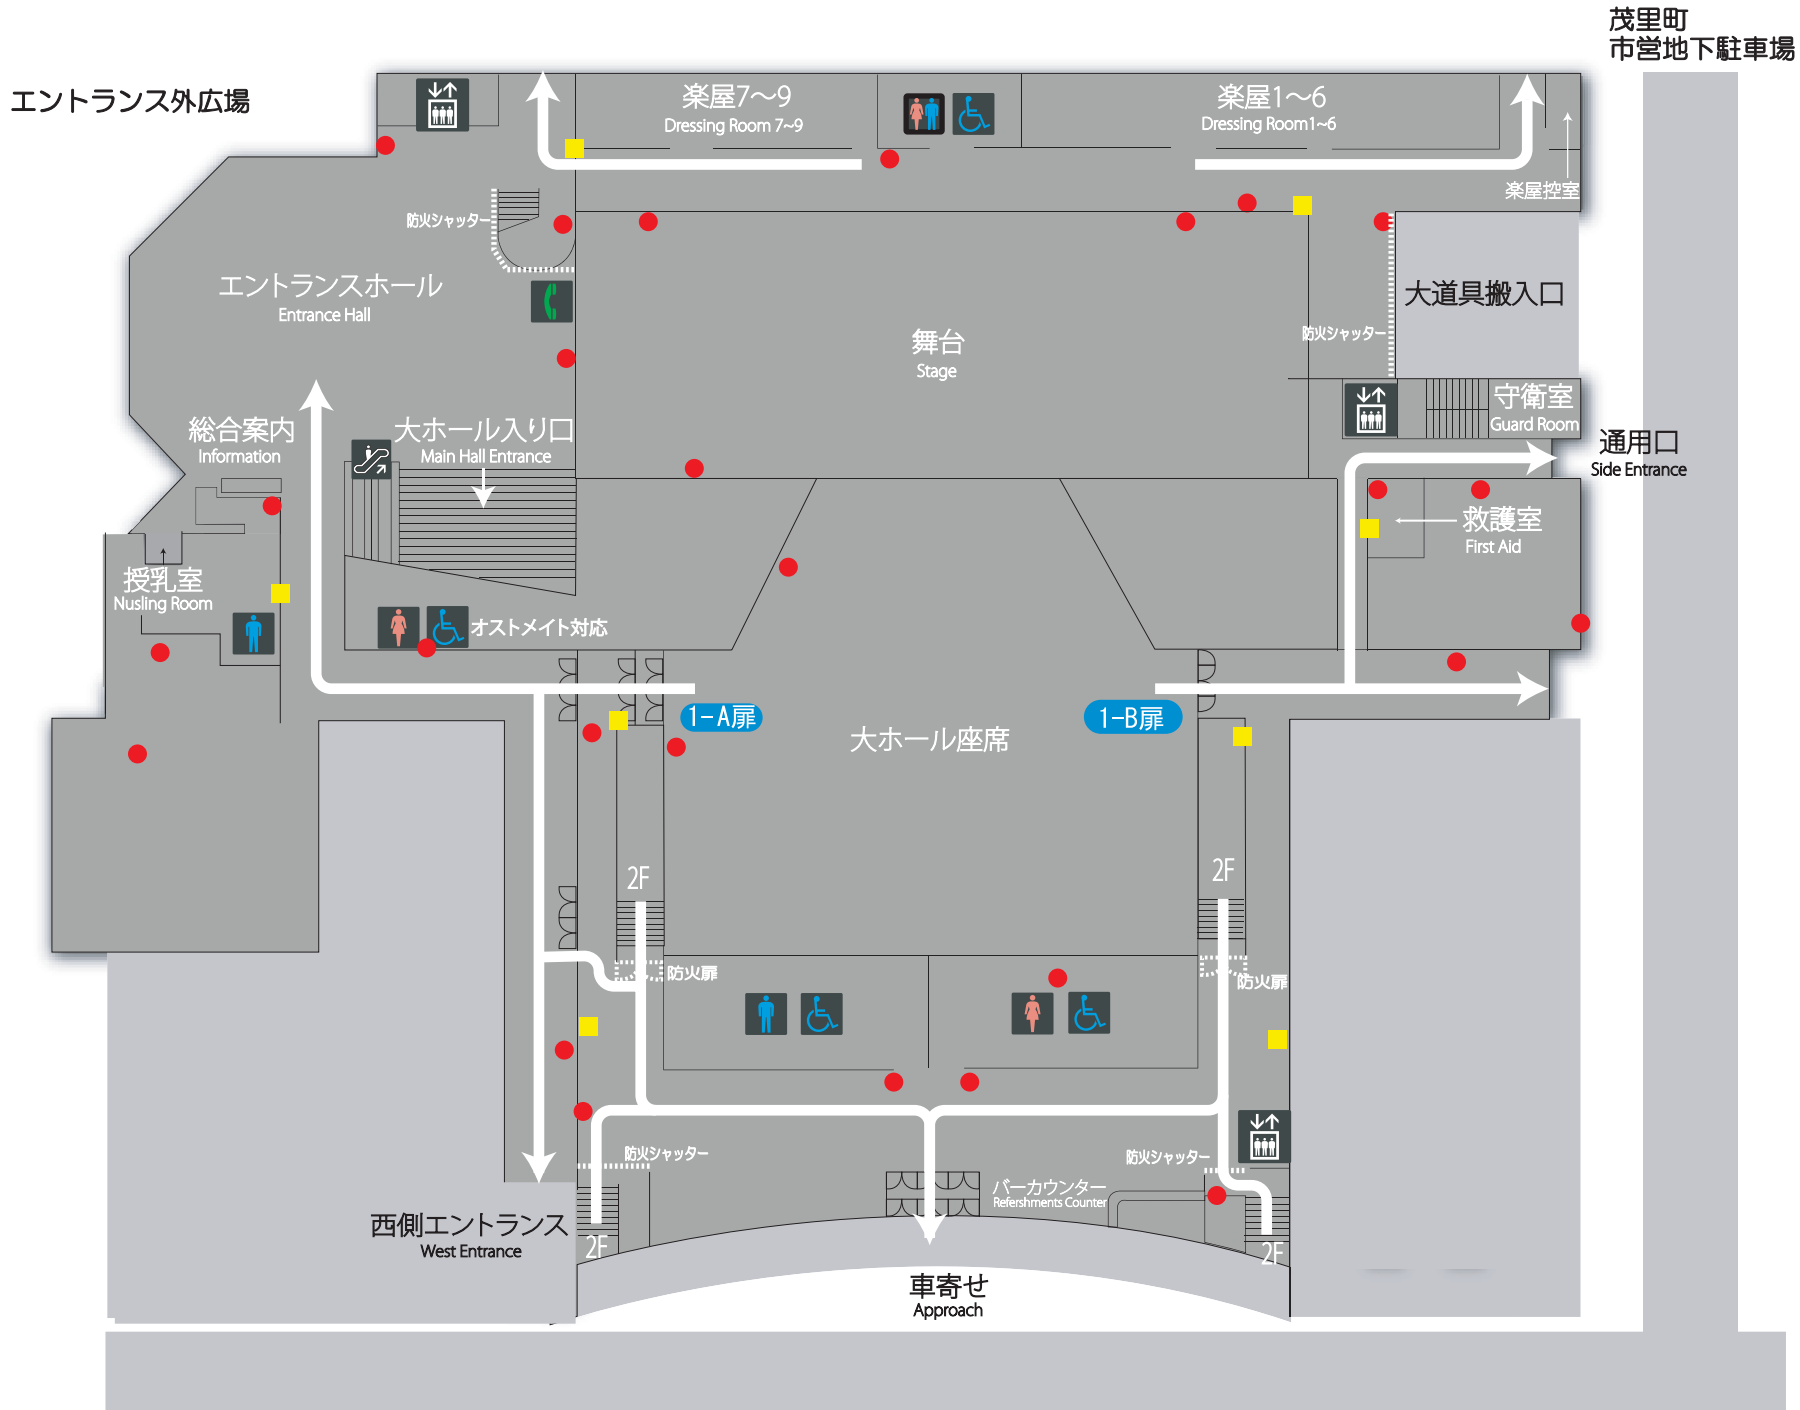 茂里町
市営地下駐車場
エントランス外広場
楽屋7～9
Dressing Room 7~9
楽屋1～6
Dressing Room1~6
楽屋控室
防火シャッター
エントランスホール
Entrance Hall
大道具搬入口
防火シャッター
舞台
Stage
守衛室
Guard Room
総合案内
Information
大ホール入り口
Main Hall Entrance
通用口
Side Entrance
救護室
First Aid
授乳室
Nusling Room
オストメイト対応
1-A扉
1-B扉
大ホール座席
2F
2F
防火扉
防火扉
防火シャッター
防火シャッター
バーカウンター
Refershments Counter
西側エントランス
West Entrance
2F
2F
車寄せ
Approach